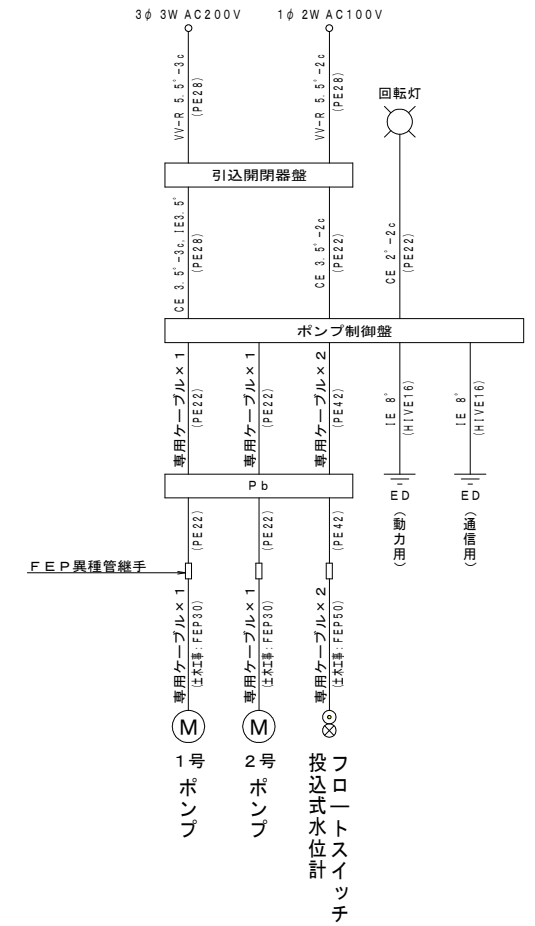 3φ 3W AC200V
1φ 2W AC100V
VV-R 5.5°-3c
(PE28)
VV-R 5.5°-2c
(PE28)
回転灯
引込開閉器盤
CE 3.5°-3c,IE3.5°
(PE28)
CE 3.5°-2c
(PE22)
CE 2°-2c
(PE22)
ポンプ制御盤
専用ケーブル×1
(PE22)
専用ケーブル×1
(PE22)
専用ケーブル×2
(PE42)
IE 8°
(HIVE16)
IE 8°
(HIVE16)
Pb
ED
(動力用)
ED
(通信用)
(PE22)
(PE22)
(PE42)
FEP異種管継手
専用ケーブル×1
(土木工事:FEP30)
専用ケーブル×1
(土木工事:FEP30)
専用ケーブル×2
(土木工事:FEP50)
M
M
1号ポンプ
2号ポンプ
フロートスイッチ
投込式水位計